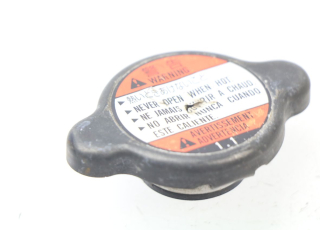 WARNING
NEVER OPEN WHEN HOT
NE JAMAIS OUVRIR A CHAUD
NO ABRIR NUNCA CUANDO
ESTE CALIENTE
AVERTISSEMENT
ADVERTENCIA
1.1